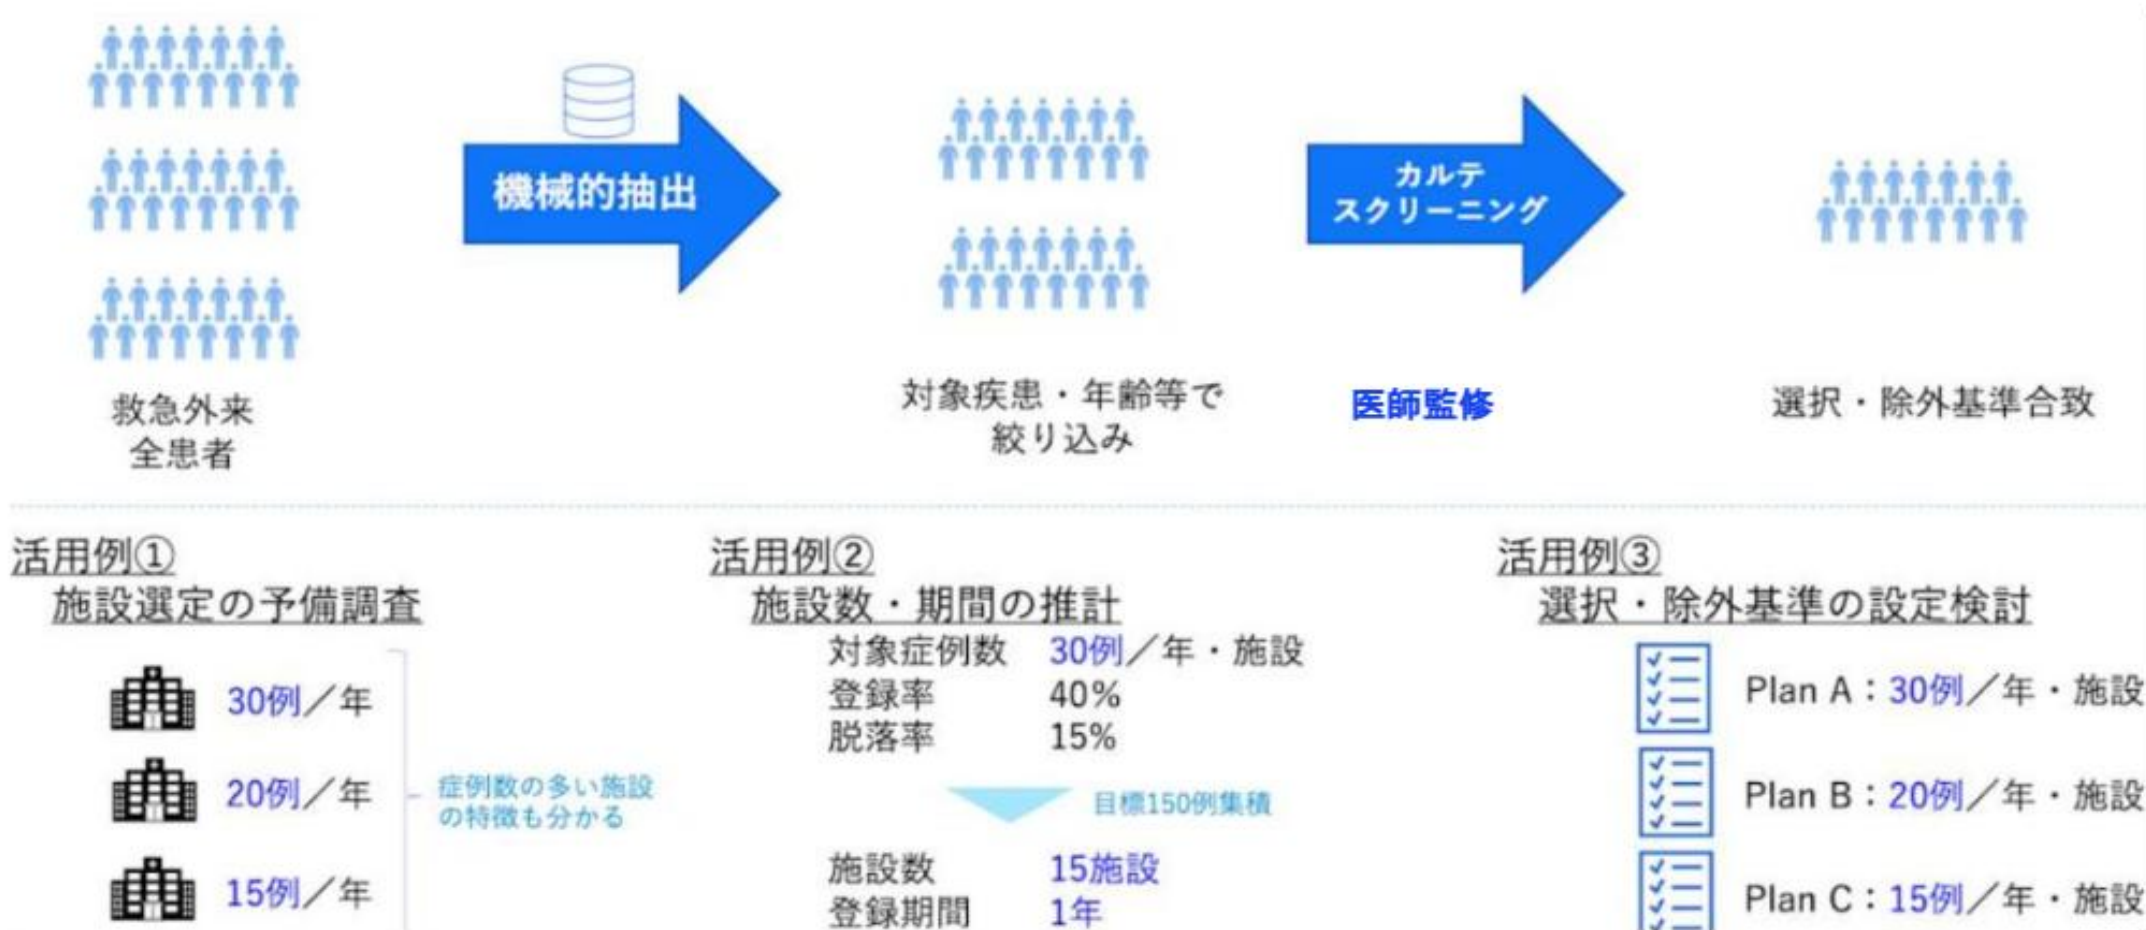 機械的抽出
カルテ
スクリーニング
救急外来
全患者
対象疾患・年齢等で
絞り込み
医師監修
選択・除外基準合致
活用例①
施設選定の予備調査
30例／年
20例／年
15例／年
症例数の多い施設
の特徴も分かる
活用例②
施設数・期間の推計
対象症例数 30例／年・施設
登録率 40%
脱落率 15%
目標150例集積
施設数 15施設
登録期間 1年
活用例③
選択・除外基準の設定検討
Plan A：30例／年・施設
Plan B：20例／年・施設
Plan C：15例／年・施設